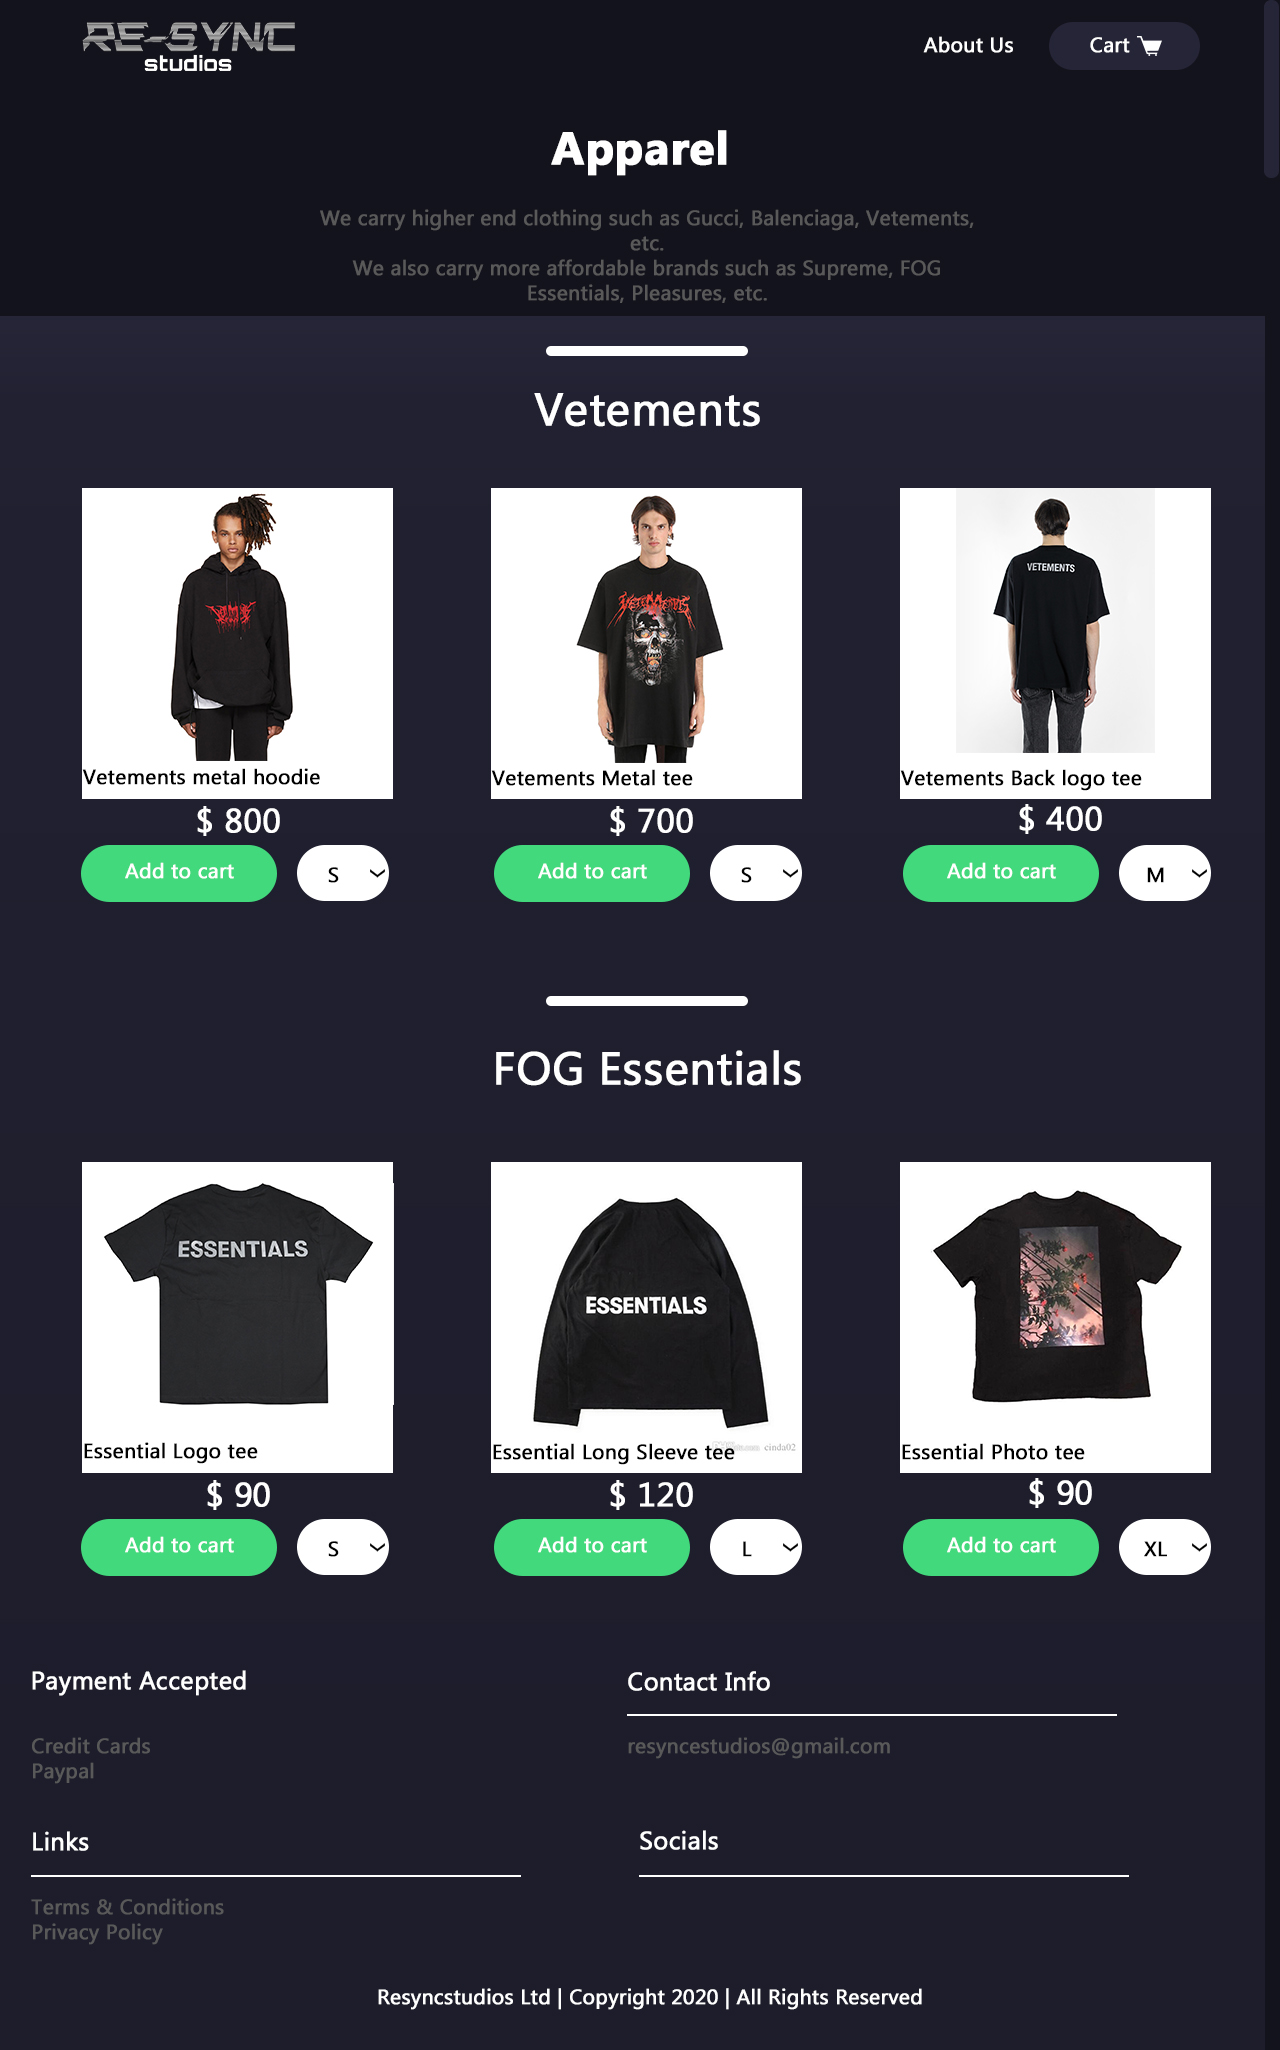 RE-SYNC
studios
About Us
Cart
Apparel
We carry higher end clothing such as Gucci, Balenciaga, Vetements,
etc.
We also carry more affordable brands such as Supreme, FOG
Essentials, Pleasures, etc.
Vetements
VETEMENTS
VETEMENTS
Vetements metal hoodie
Vetements Metal tee
Vetements Back logo tee
$ 800
$ 700
$ 400
Add to cart
S
Add to cart
S
Add to cart
M
FOG Essentials
ESSENTIALS
ESSENTIALS
cinda02
Essential Logo tee
Essential Long Sleeve tee
Essential Photo tee
$ 90
$ 120
$ 90
Add to cart
S
Add to cart
L
Add to cart
XL
Payment Accepted
Credit Cards
Paypal
Contact Info
resyncestudios@gmail.com
Links
Terms & Conditions
Privacy Policy
Socials
Resyncstudios Ltd | Copyright 2020 | All Rights Reserved